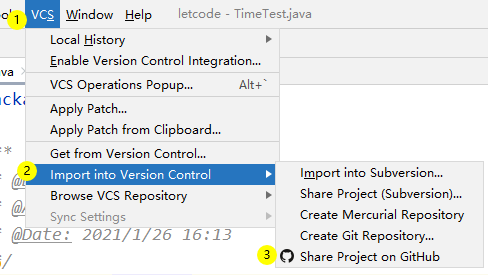 1 VCS Window Help letcode - TimeTest.java
Local History
Enable Version Control Integration...
VCS Operations Popup... Alt+`
Apply Patch...
Apply Patch from Clipboard...
Get from Version Control...
2 Import into Version Control
Browse VCS Repository
Sync Settings
Import into Subversion...
Share Project (Subversion)...
Create Mercurial Repository
Create Git Repository...
3 Share Project on GitHub
**
@Date: 2021/1/26 16:13
*/